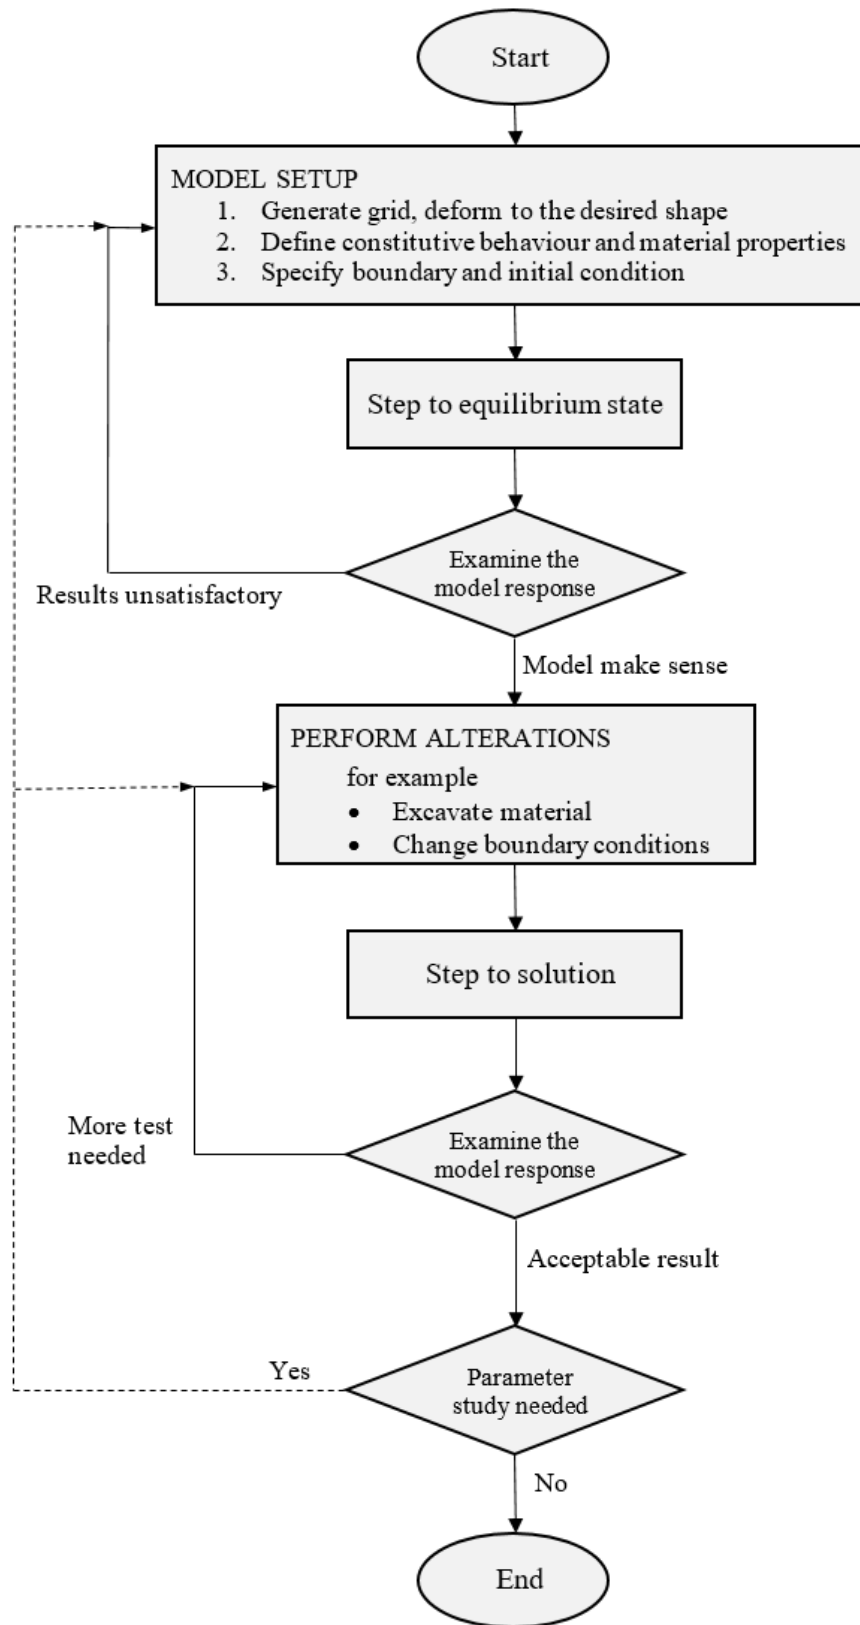 Start
MODEL SETUP
1. Generate grid, deform to the desired shape
2. Define constitutive behaviour and material properties
3. Specify boundary and initial condition
Step to equilibrium state
Examine the
model response
Results unsatisfactory
Model make sense
PERFORM ALTERATIONS
for example
• Excavate material
• Change boundary conditions
Step to solution
More test
needed
Examine the
model response
Acceptable result
Yes
Parameter
study needed
No
End